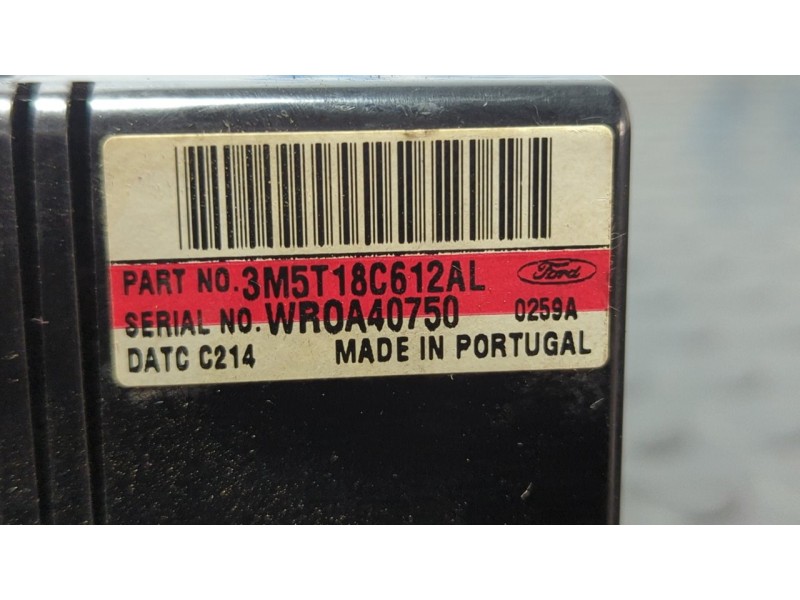 PART NO. 3M5T18C612AL Ford
SERIAL NO. WR0A40750 0259A
DATC C214 MADE IN PORTUGAL